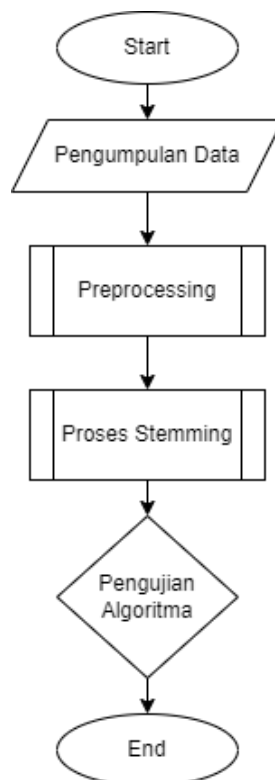 Start
Pengumpulan Data
Preprocessing
Proses Stemming
Pengujian
Algoritma
End